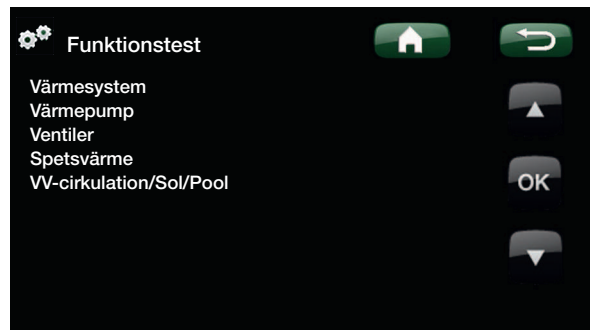 Funktionstest
Värmesystem
Värmepump
Ventiler
Spetsvärme
VV-cirkulation/Sol/Pool
OK